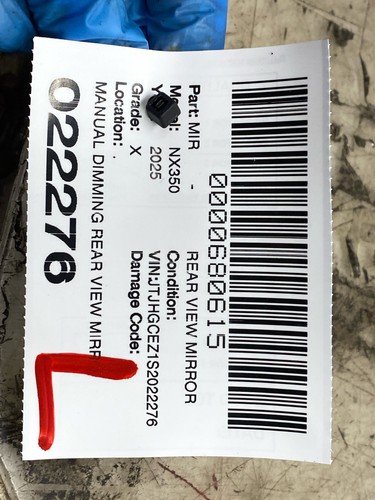 0000680615
Part: MIR - REAR VIEW MIRROR
NX350 Condition:
2025 VIN:JTJHGCEZ1S2022276
Grade: X Damage Code:
Location: .
MANUAL DIMMING REAR VIEW MIRR
022276
L